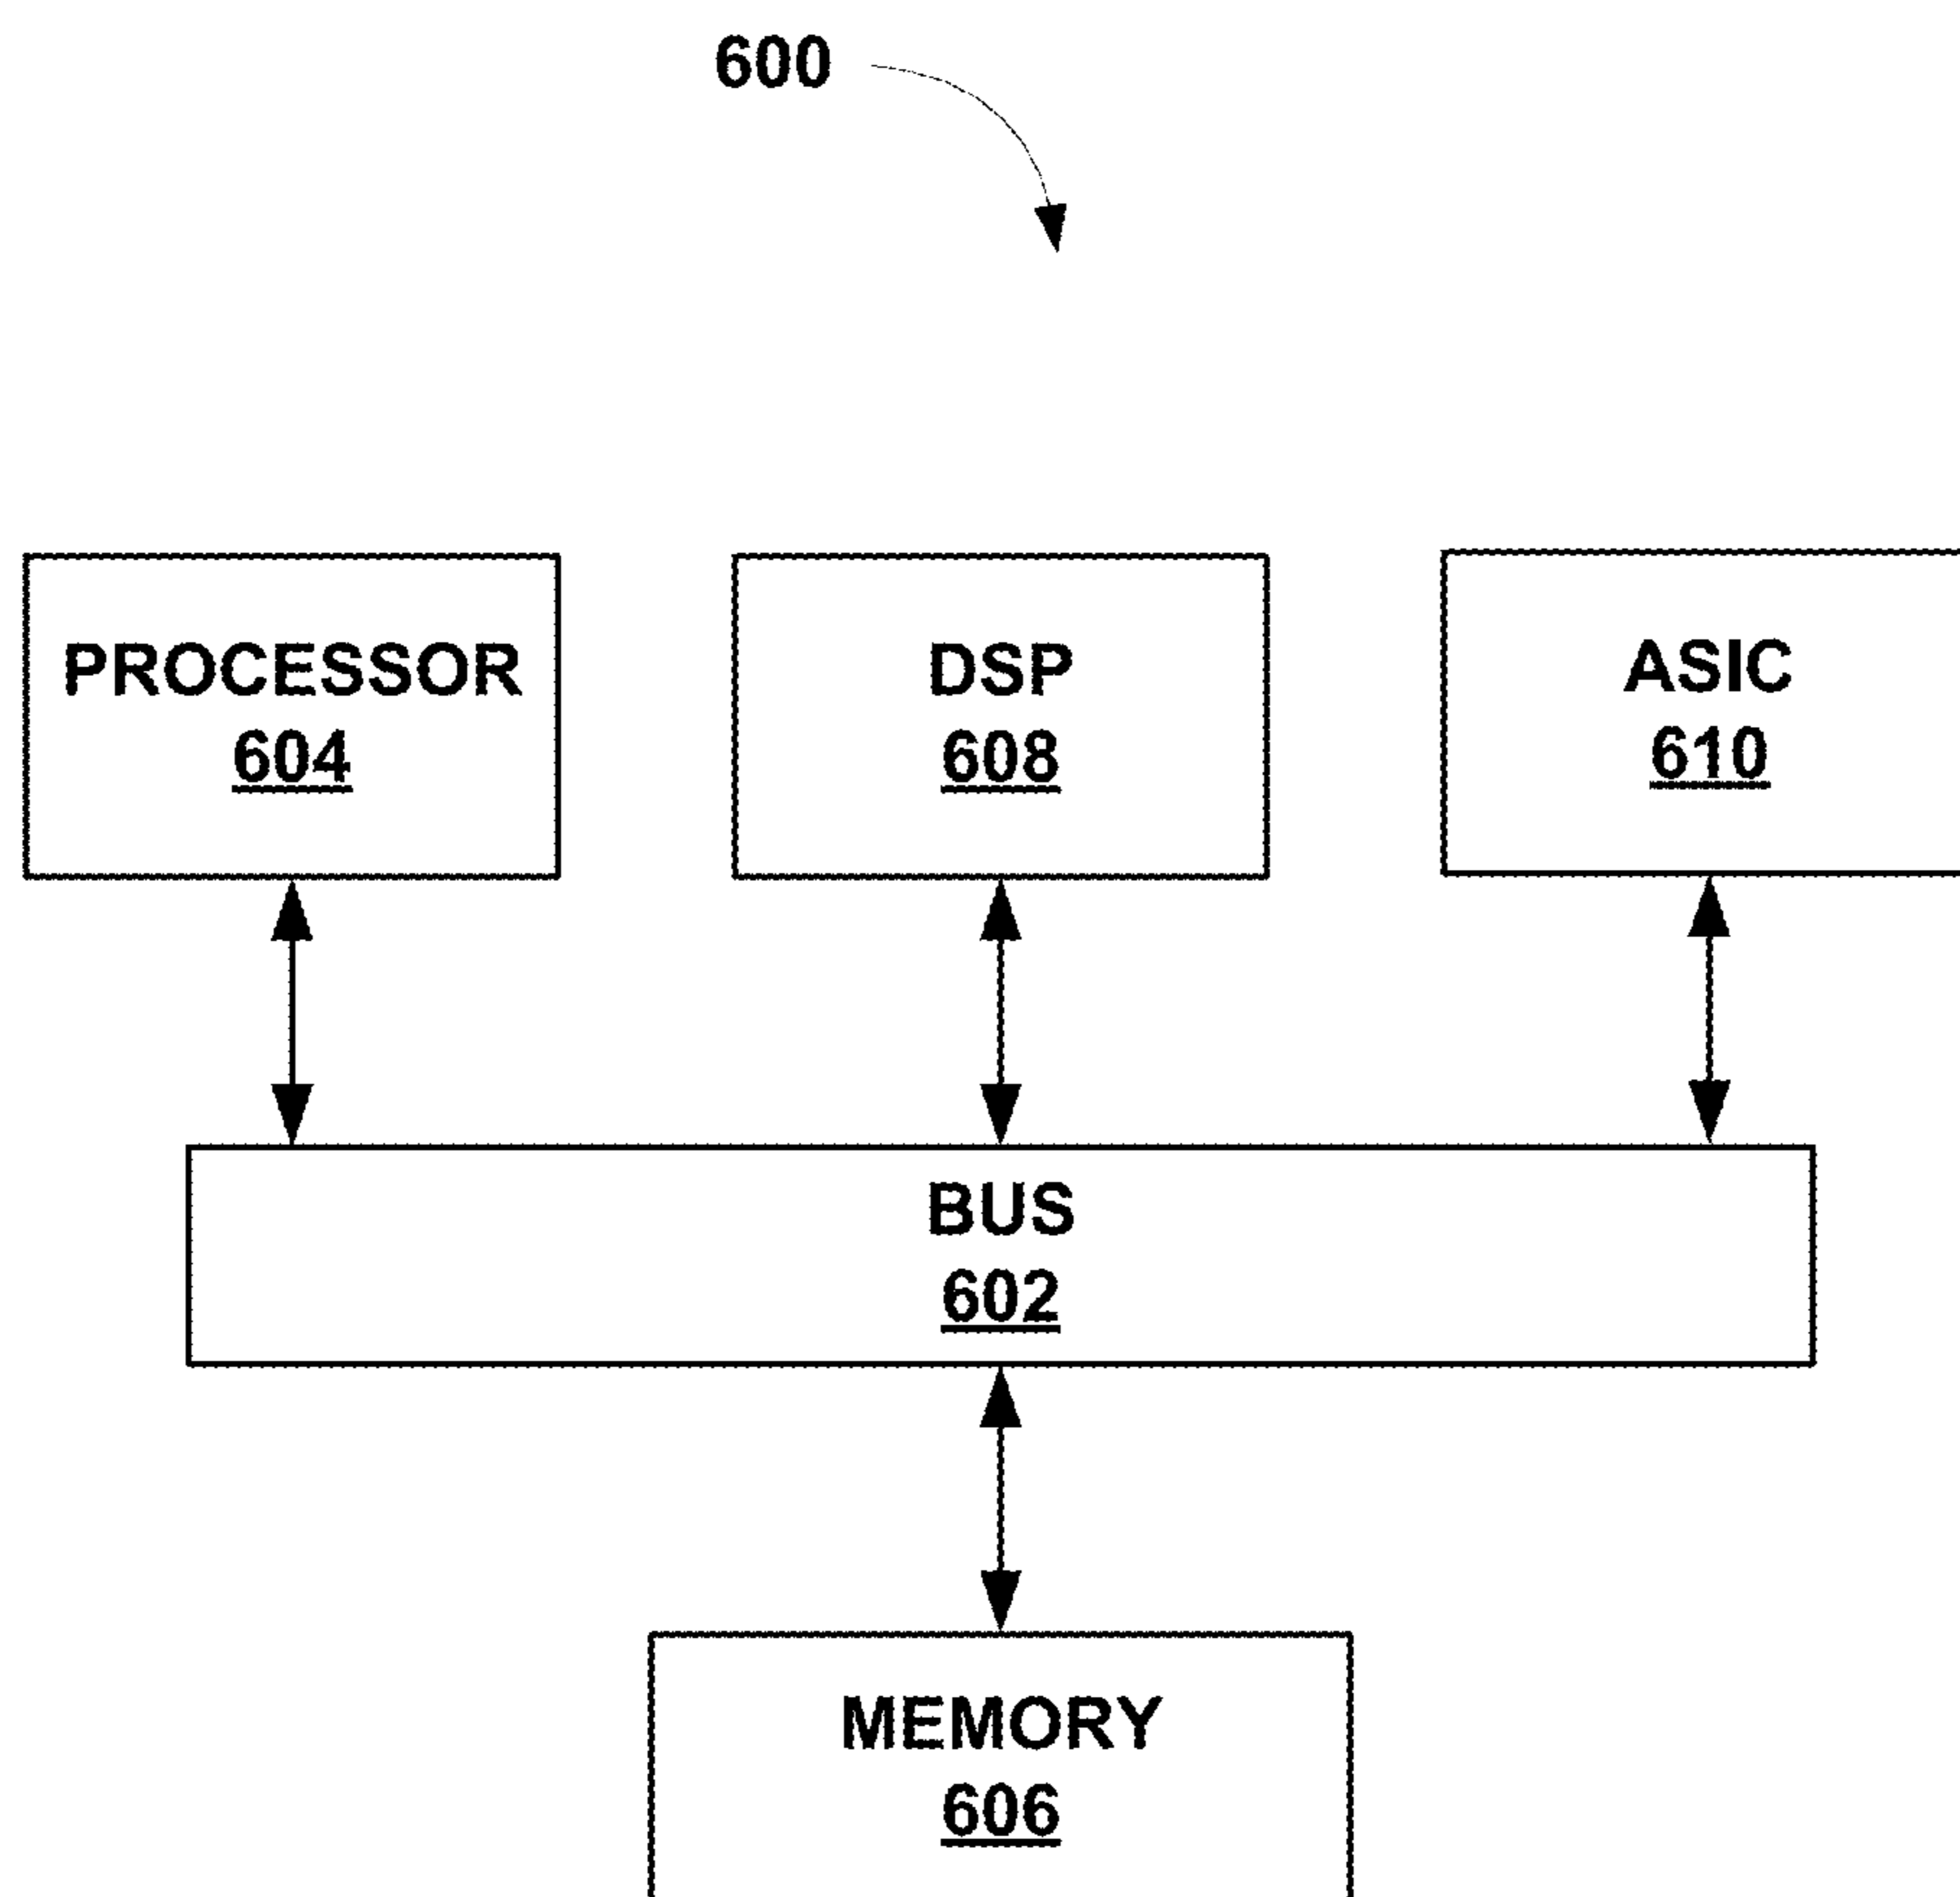 600
PROCESSOR
604
DSP
608
ASIC
610
BUS
602
MEMORY
606